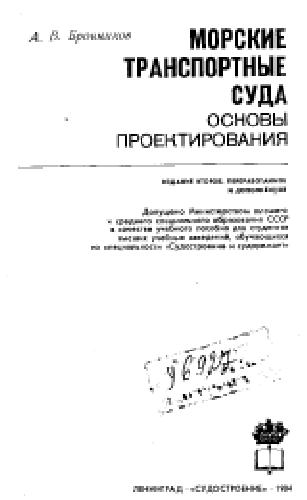 А. В. Бронников
МОРСКИЕ
ТРАНСПОРТНЫЕ
СУДА
ОСНОВЫ
ПРОЕКТИРОВАНИЯ
ИЗДАНИЕ ВТОРОЕ, ПЕРЕРАБОТАННОЕ
И ДОПОЛНЕННОЕ
Допущено Министерством высшего
и среднего специального образования СССР
в качестве учебного пособия для студентов
высших учебных заведений, обучающихся
по специальности «Судостроение и судоремонт»
ЛЕНИНГРАД · «СУДОСТРОЕНИЕ» · 1984